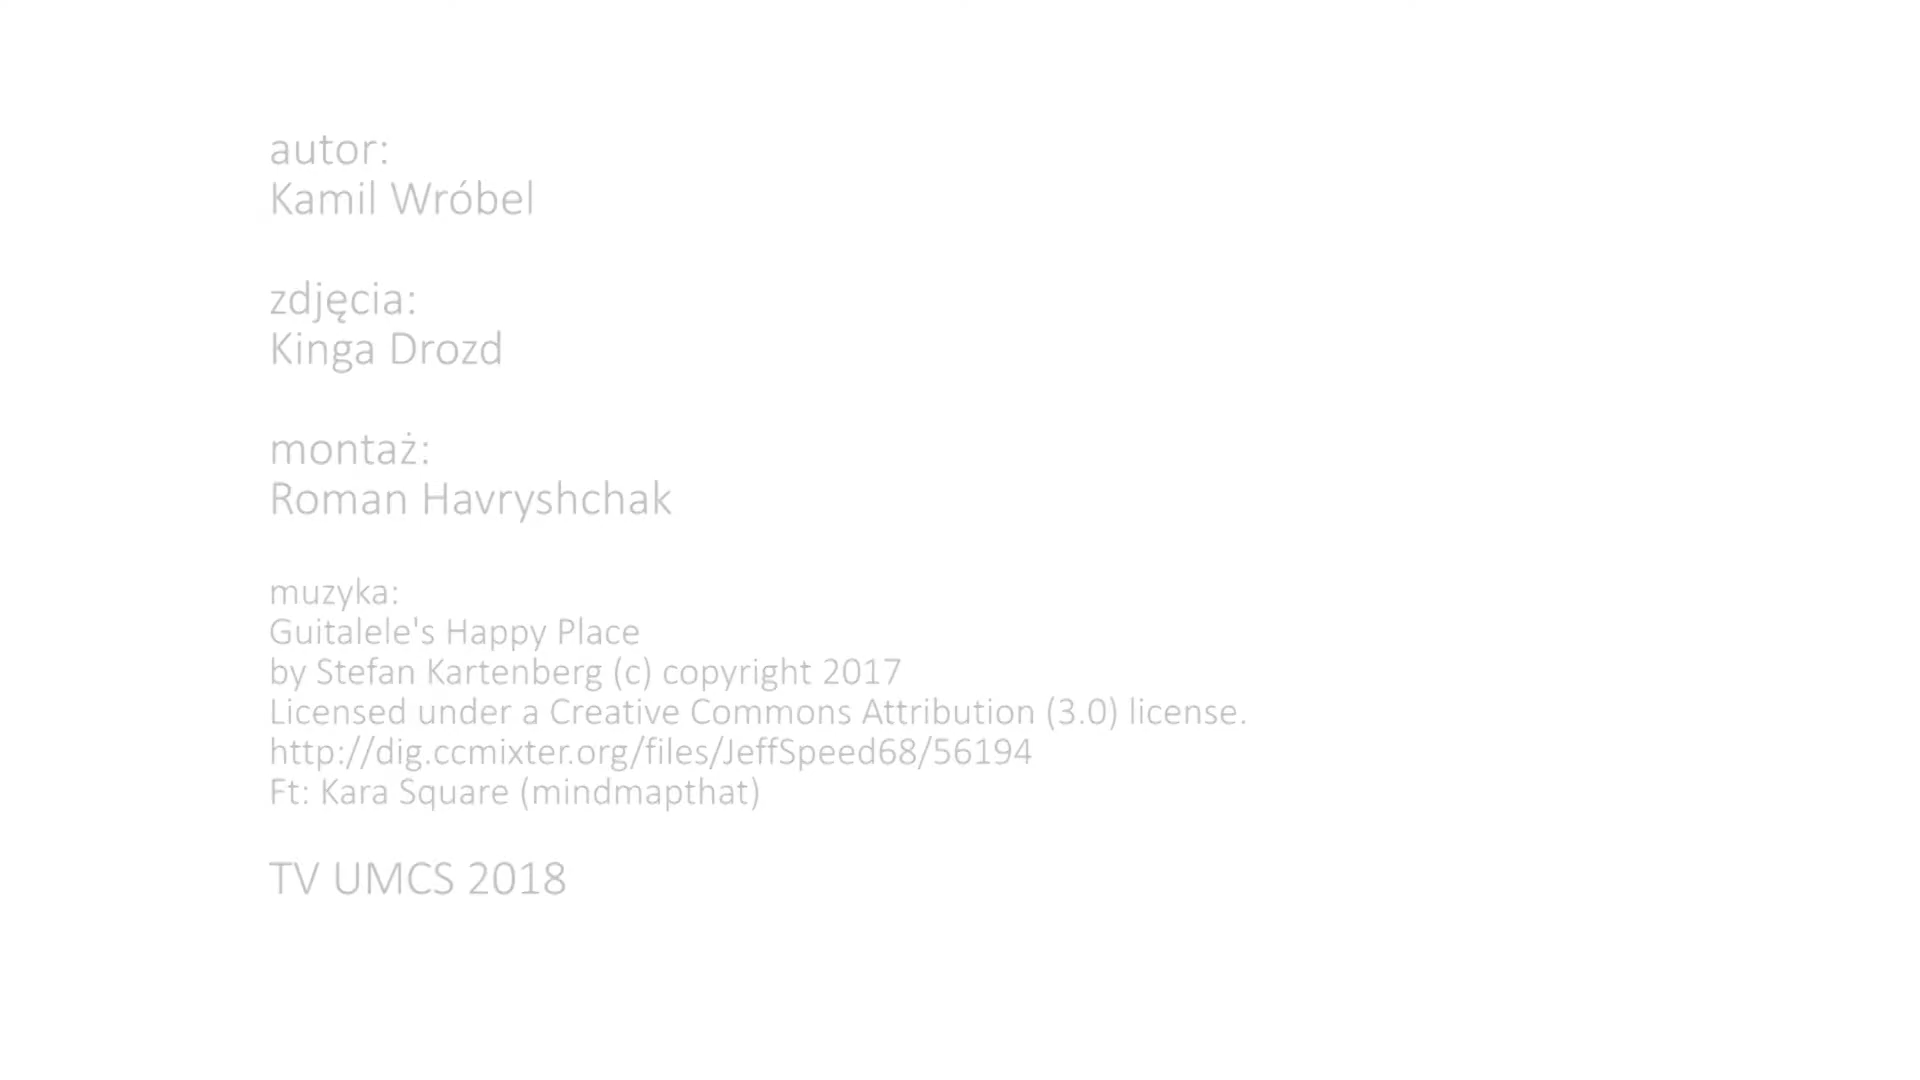 autor:
Kamil Wróbel
zdjęcia:
Kinga Drozd
montaż:
Roman Havryshchak
muzyka:
Guitalele's Happy Place
by Stefan Kartenberg (c) copyright 2017
Licensed under a Creative Commons Attribution (3.0) license.
http://dig.ccmixter.org/files/JeffSpeed68/56194
Ft: Kara Square (mindmapthat)
TV UMCS 2018